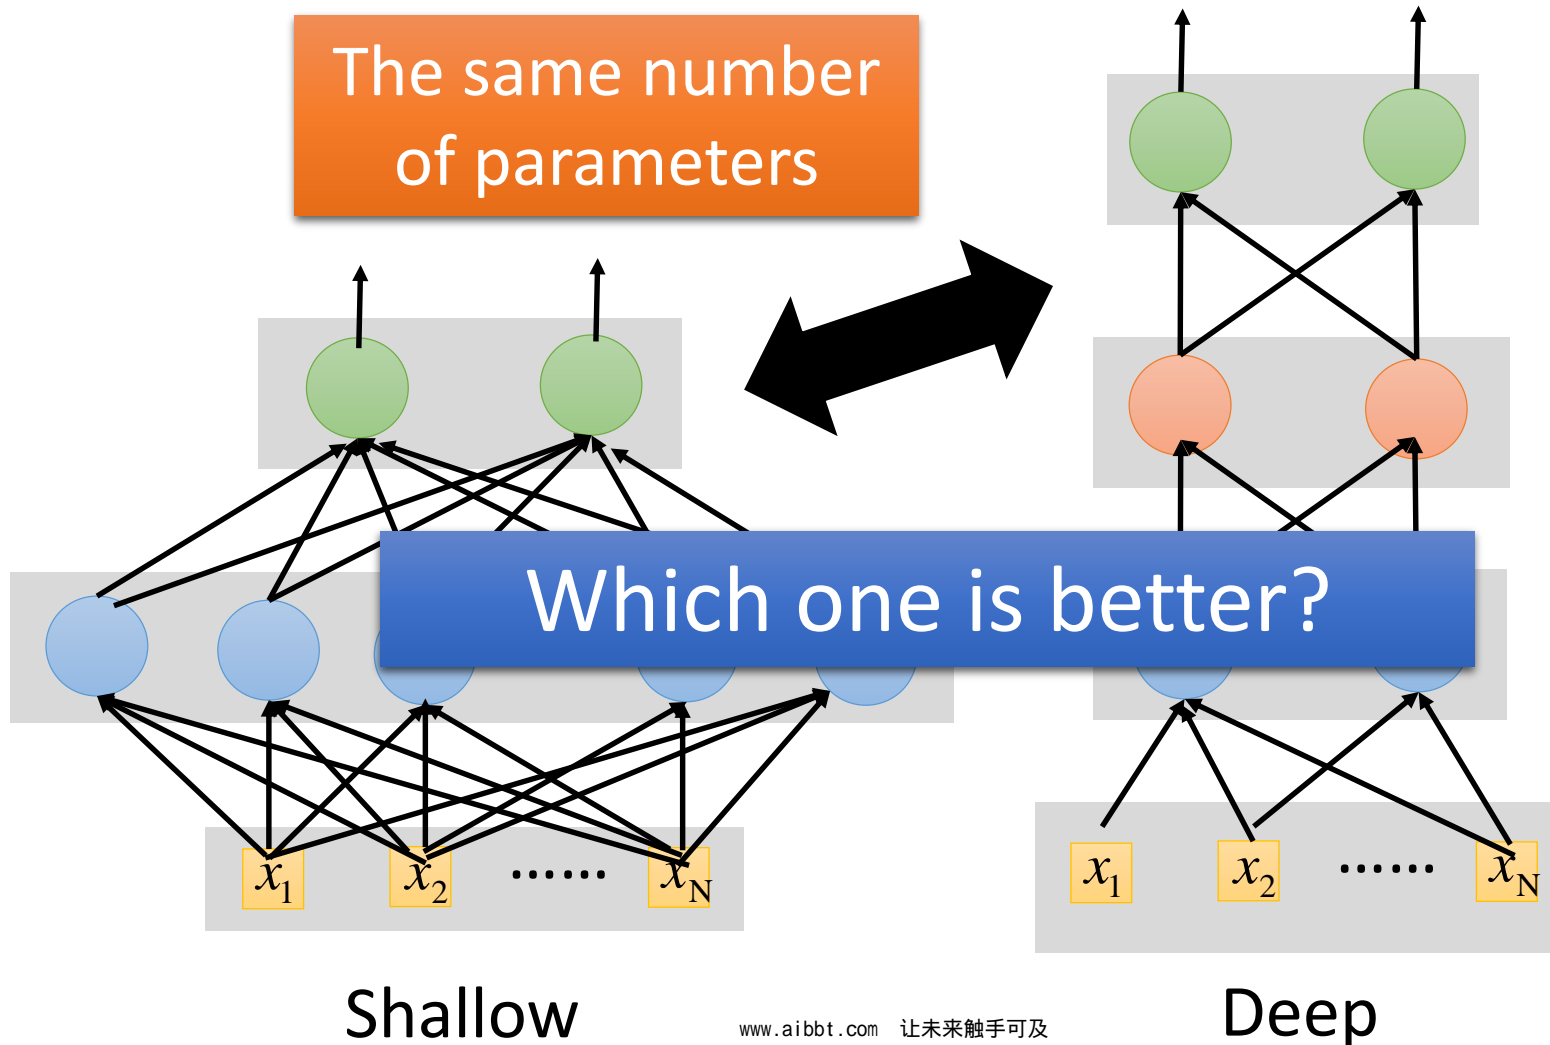 The same number
of parameters
Which one is better?
x1 x2 ...... xN
x1 x2 ...... xN
Shallow
Deep
www.aibbt.com 让未来触手可及